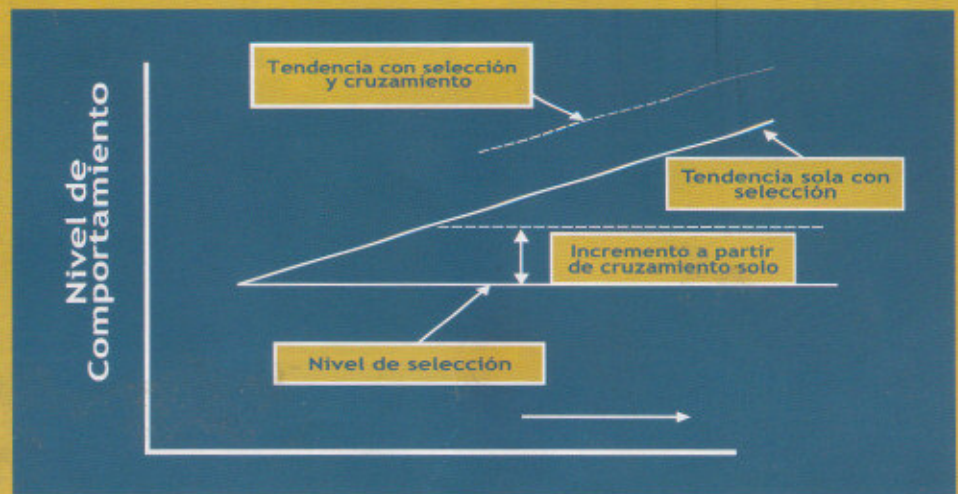 Tendencia con selección
y cruzamiento
Nivel de
Comportamiento
Tendencia sola con
selección
Incremento a partir
de cruzamiento solo
Nivel de selección